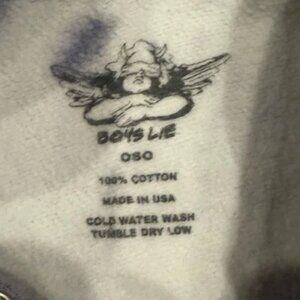 BOYS LIE
OSO
100% COTTON
MADE IN USA
COLD WATER WASH
TUMBLE DRY LOW